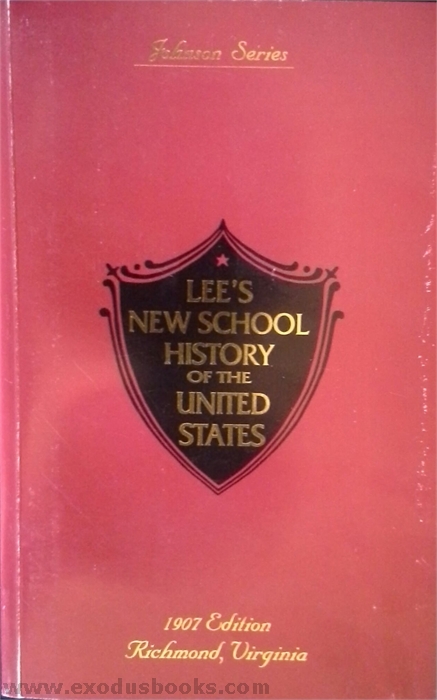 Johnson Series
LEE'S
NEW SCHOOL
HISTORY
OF THE
UNITED
STATES
1907 Edition
Richmond, Virginia
www.exodusbooks.com